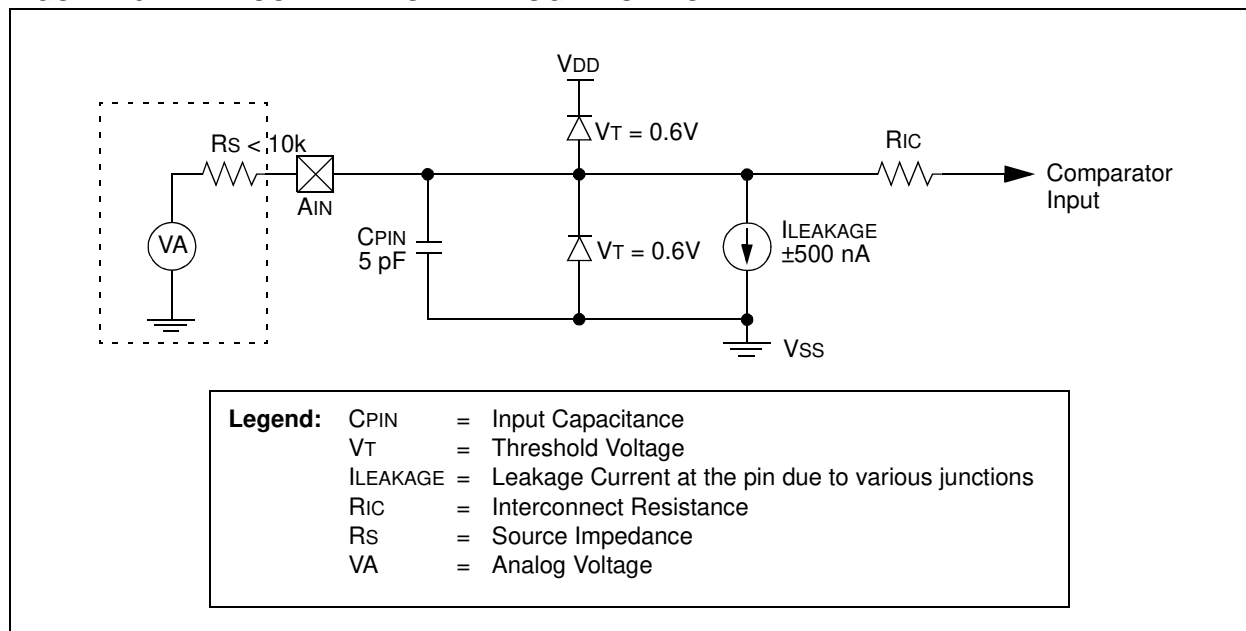 VDD
VT = 0.6V
RS < 10k
RIC
AIN
Comparator
Input
VA
CPIN
5 pF
VT = 0.6V
ILEAKAGE
±500 nA
VSS
Legend: CPIN = Input Capacitance
VT = Threshold Voltage
ILEAKAGE = Leakage Current at the pin due to various junctions
RIC = Interconnect Resistance
RS = Source Impedance
VA = Analog Voltage